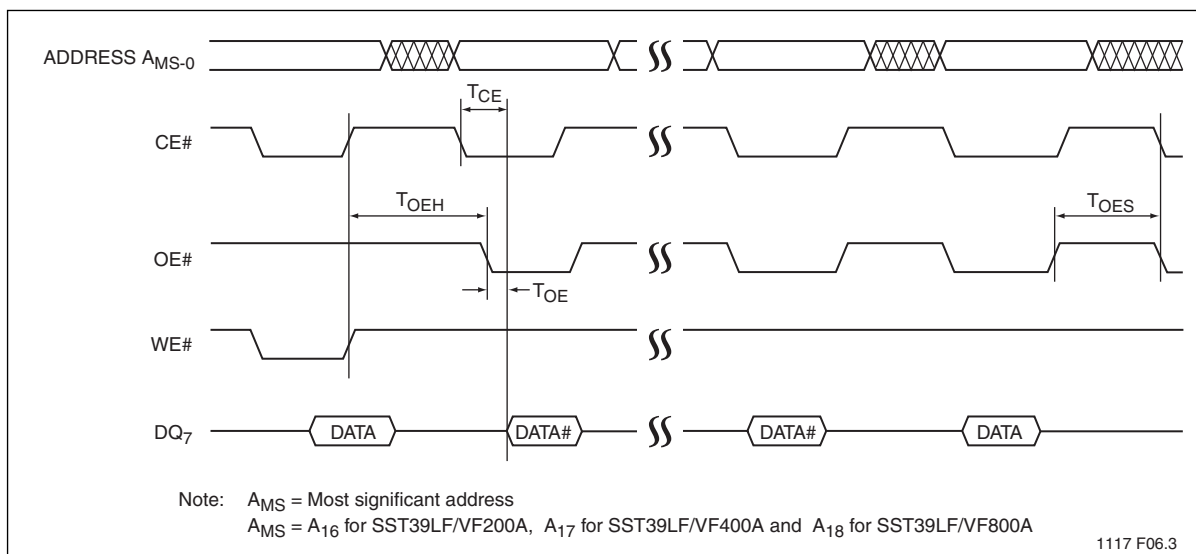 ADDRESS AMS-0
TCE
CE#
TOEH
TOES
OE#
TOE
WE#
DQ7
DATA
DATA#
DATA#
DATA
Note: AMS = Most significant address
AMS = A16 for SST39LF/VF200A, A17 for SST39LF/VF400A and A18 for SST39LF/VF800A
1117 F06.3